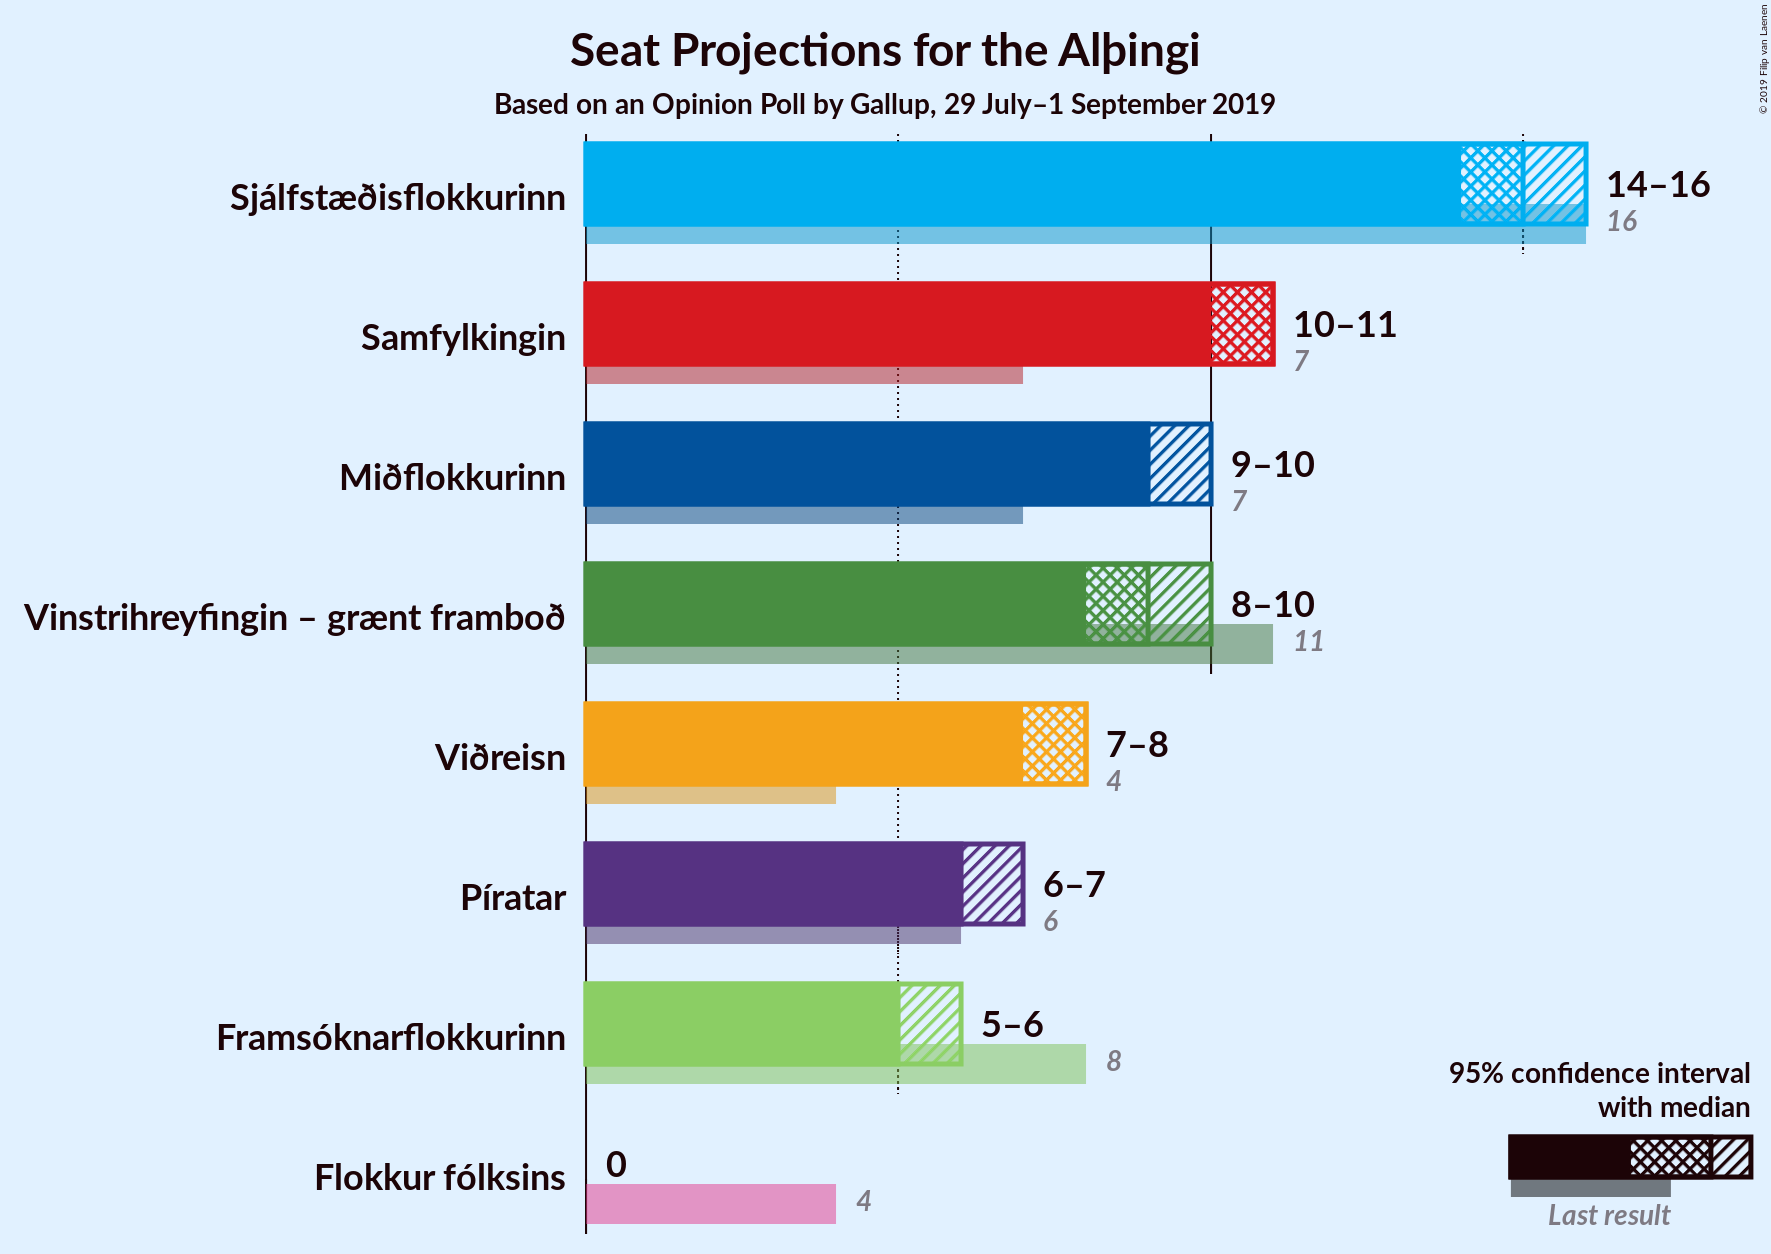 Seat Projections for the Alþingi
Based on an Opinion Poll by Gallup, 29 July–1 September 2019
© 2019 Filip van Laenen
Sjálfstæðisflokkurinn
14–16
16
Samfylkingin
10–11
7
Miðflokkurinn
9–10
7
Vinstrihreyfingin – grænt framboð
8–10
11
Viðreisn
7–8
4
Píratar
6–7
6
Framsóknarflokkurinn
5–6
8
Flokkur fólksins
0
4
95% confidence interval
with median
Last result